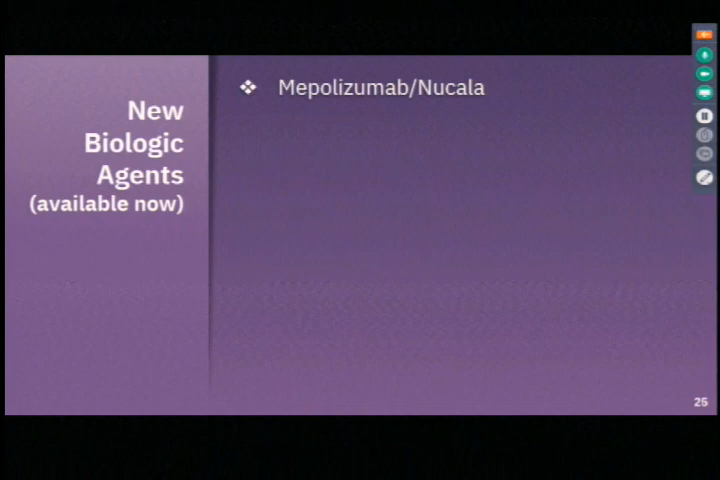 New
Biologic
Agents
(available now)
❖ Mepolizumab/Nucala
25